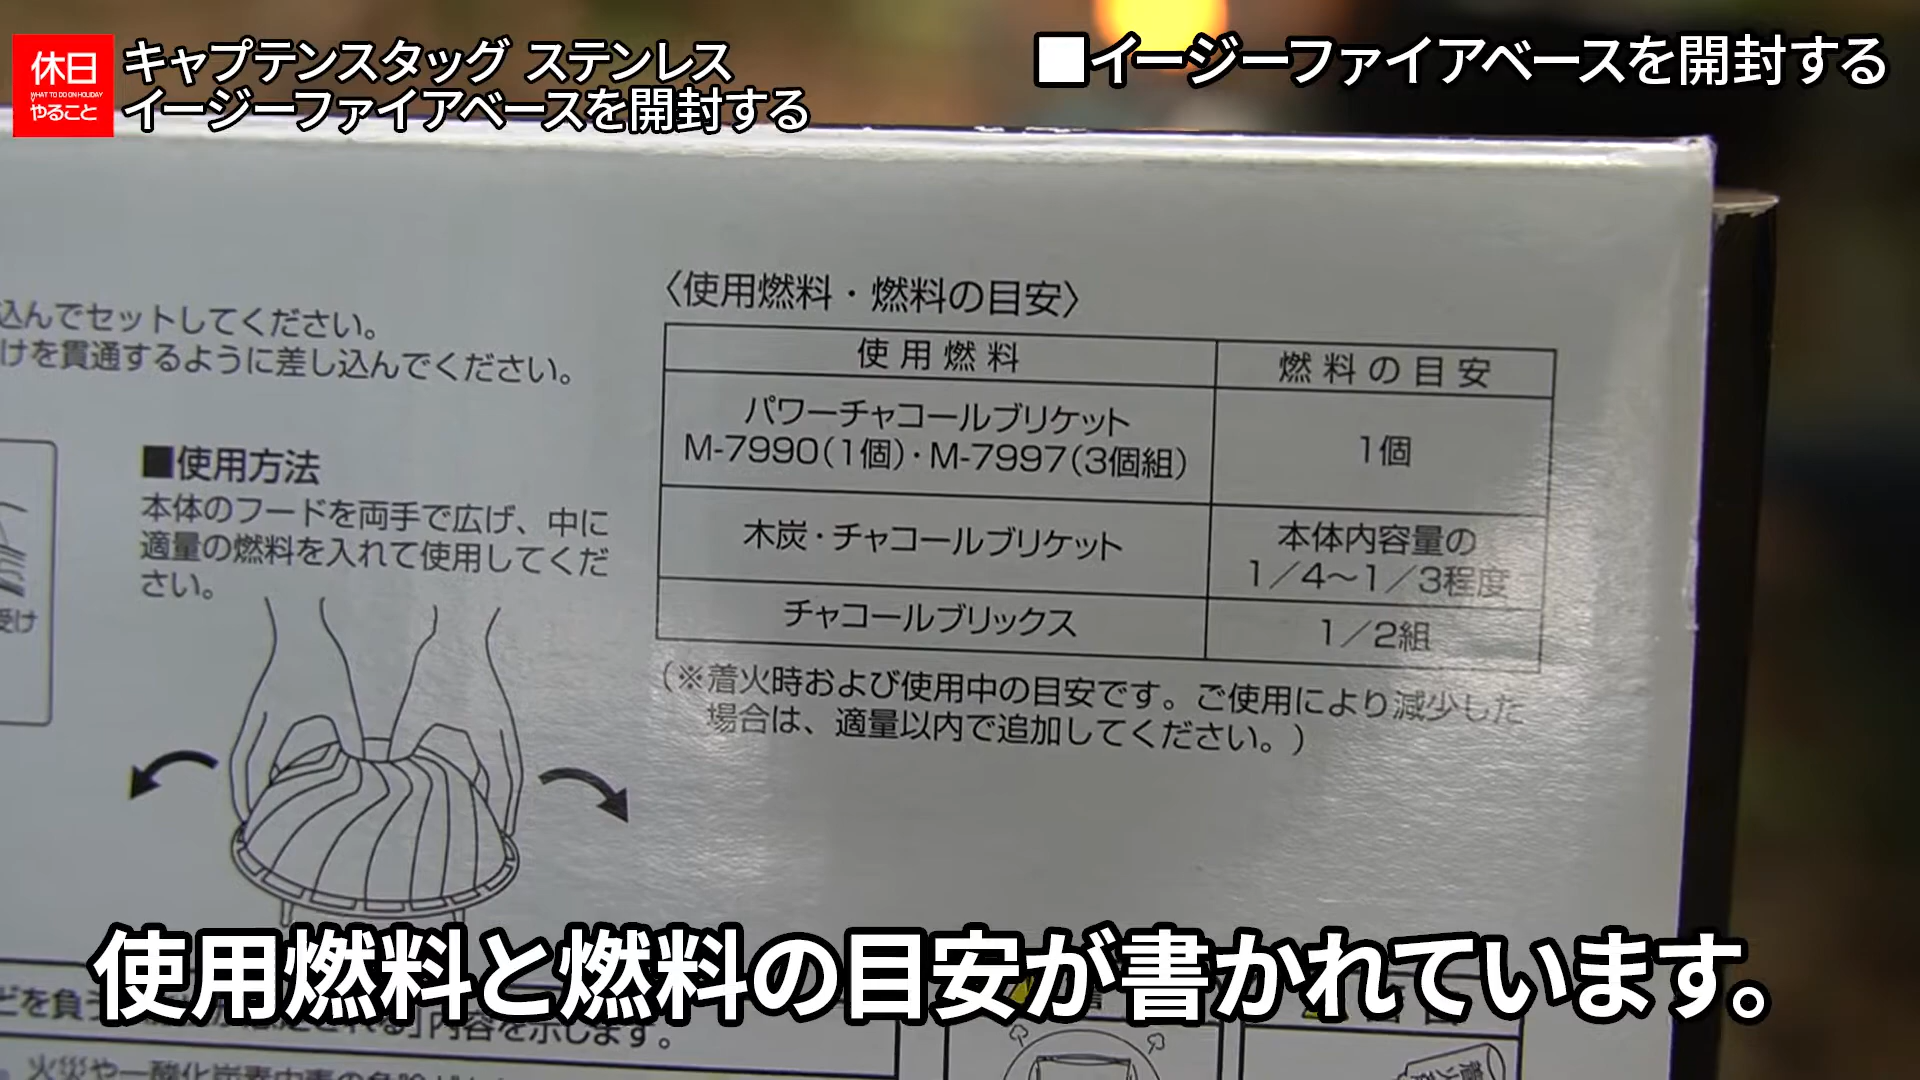 休日
WHAT TO DO ON HOLIDAY
やること
キャプテンスタッグ ステンレス
イージーファイアベースを開封する
■イージーファイアベースを開封する
込んでセットしてください。
けを貫通するように差し込んでください。
受け
■使用方法
本体のフードを両手で広げ、中に
適量の燃料を入れて使用してくだ
さい。
〈使用燃料・燃料の目安〉
使用燃料
燃料の目安
パワーチャコールブリケット
M-7990(1個)・M-7997(3個組)
1個
木炭・チャコールブリケット
本体内容量の
1/4〜1/3程度
チャコールブリックス
1/2組
(※着火時および使用中の目安です。ご使用により減少した
場合は、適量以内で追加してください。)
使用燃料と燃料の目安が書かれています。
どを負う
内容を示します。